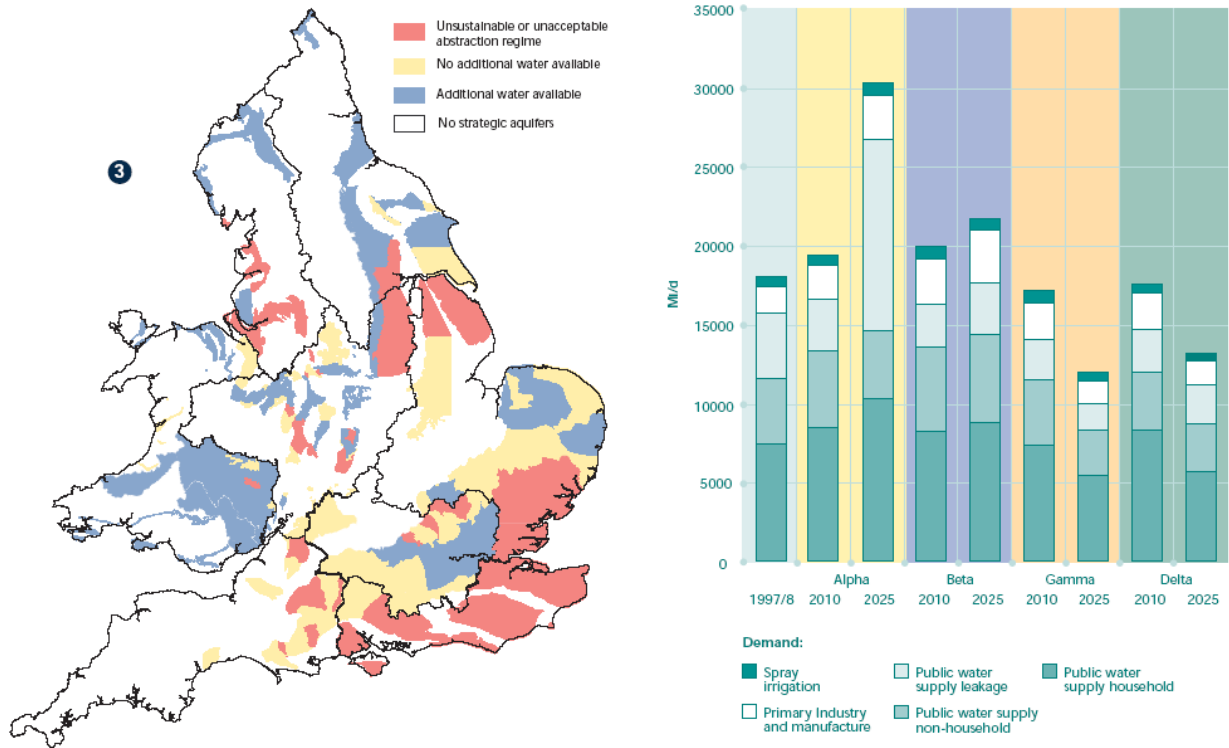 Unsustainable or unacceptable
abstraction regime
No additional water available
Additional water available
No strategic aquifers
3
35000
30000
25000
20000
15000
10000
5000
0
Ml/d
Alpha
Beta
Gamma
Delta
1997/8
2010
2025
2010
2025
2010
2025
2010
2025
Demand:
Spray
irrigation
Public water
supply leakage
Public water
supply household
Primary Industry
and manufacture
Public water supply
non-household